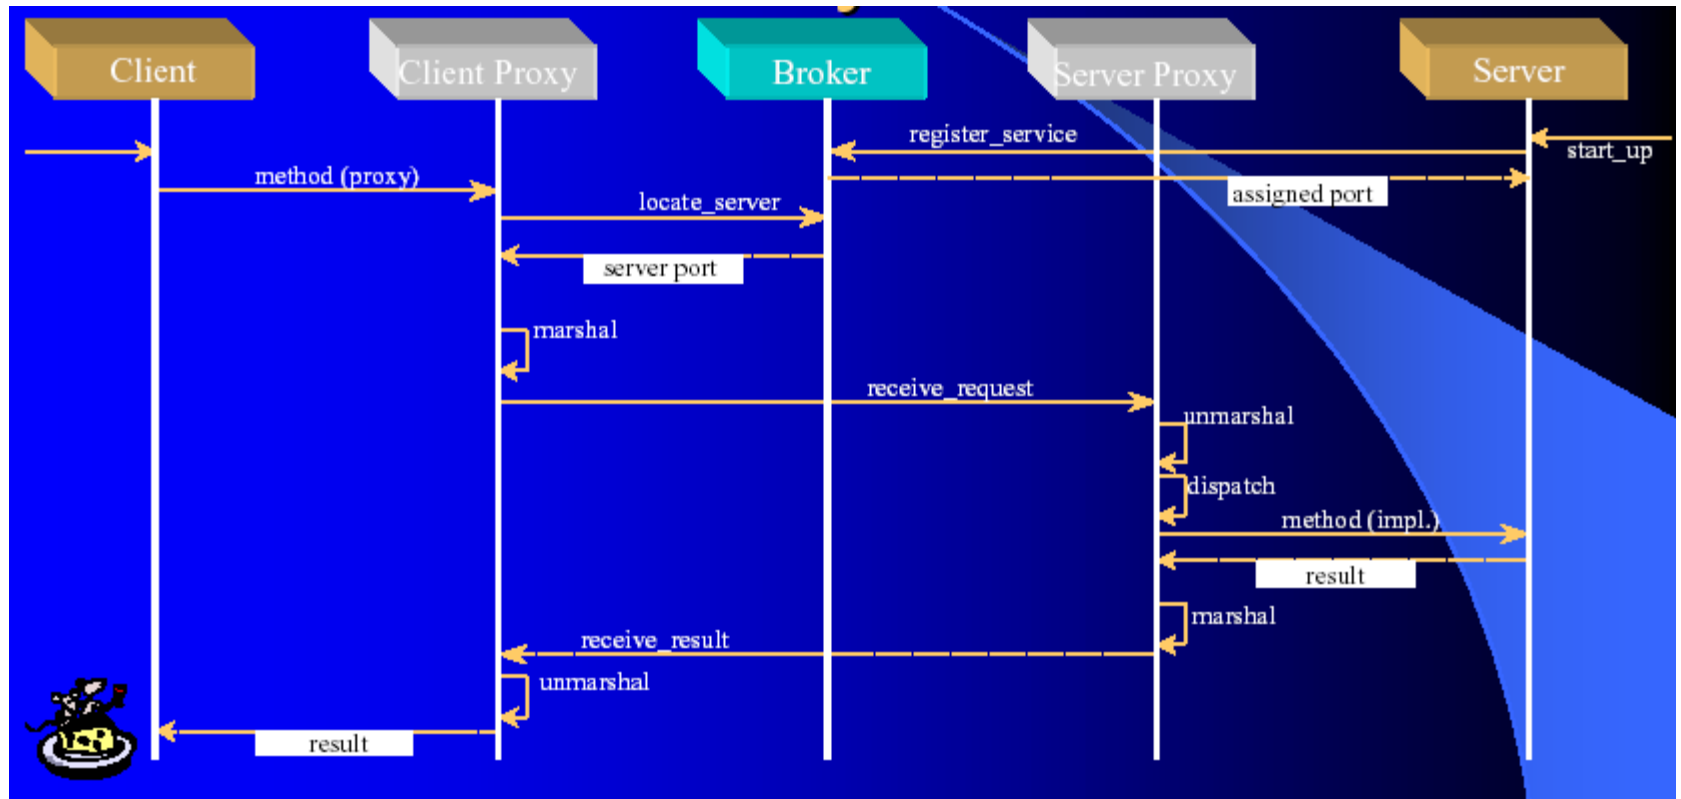 Client
Client Proxy
Broker
Server Proxy
Server
register_service
start_up
method (proxy)
assigned port
locate_server
server port
marshal
receive_request
unmarshal
dispatch
method (impl.)
result
marshal
receive_result
unmarshal
result